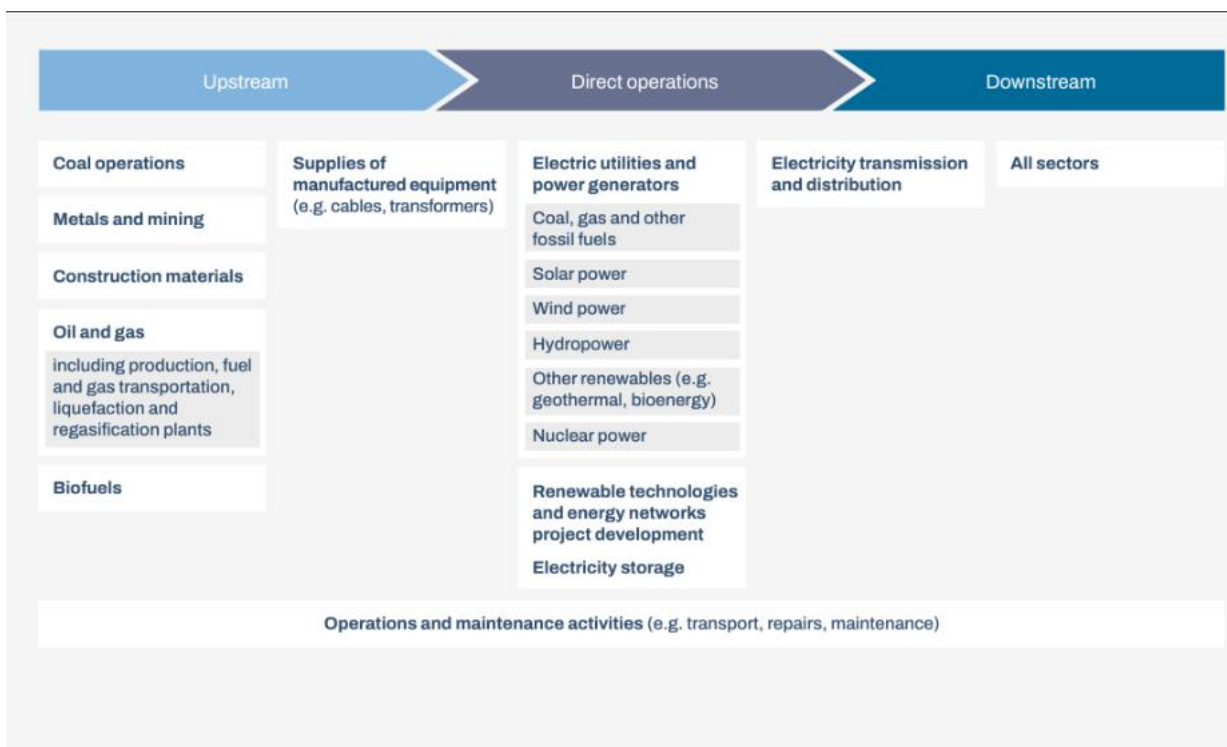 Upstream
Direct operations
Downstream
Coal operations
Metals and mining
Construction materials
Oil and gas
including production, fuel
and gas transportation,
liquefaction and
regasification plants
Biofuels
Supplies of
manufactured equipment
(e.g. cables, transformers)
Electric utilities and
power generators
Coal, gas and other
fossil fuels
Solar power
Wind power
Hydropower
Other renewables (e.g.
geothermal, bioenergy)
Nuclear power
Renewable technologies
and energy networks
project development
Electricity storage
Electricity transmission
and distribution
All sectors
Operations and maintenance activities (e.g. transport, repairs, maintenance)